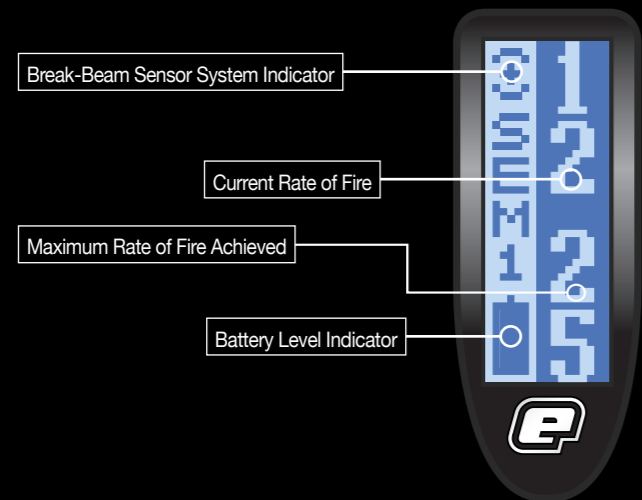 Break-Beam Sensor System Indicator
Current Rate of Fire
Maximum Rate of Fire Achieved
Battery Level Indicator
SEM1
12
25
e